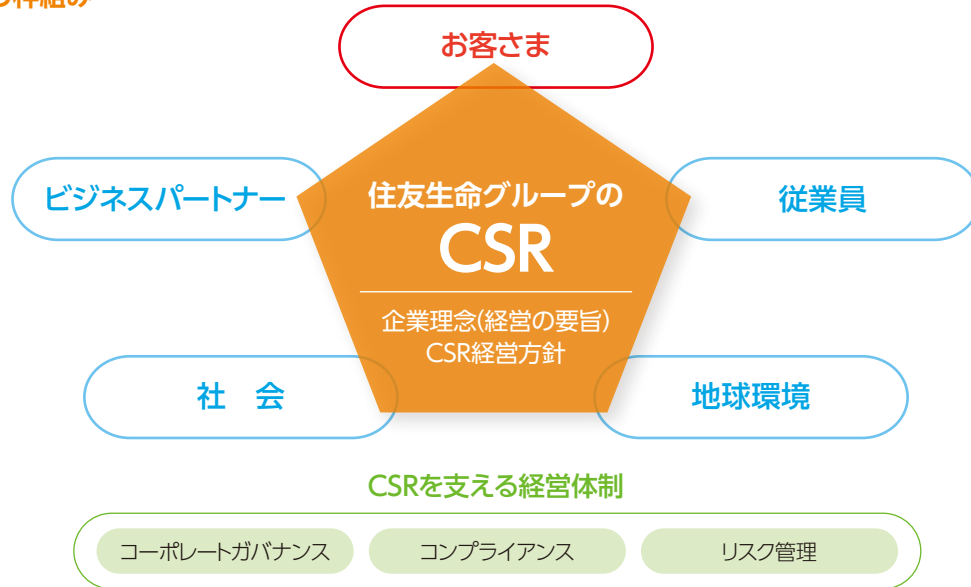 枠組み
お客さま
ビジネスパートナー
従業員
住友生命グループの
CSR
企業理念(経営の要旨)
CSR経営方針
社　会
地球環境
CSRを支える経営体制
コーポレートガバナンス
コンプライアンス
リスク管理